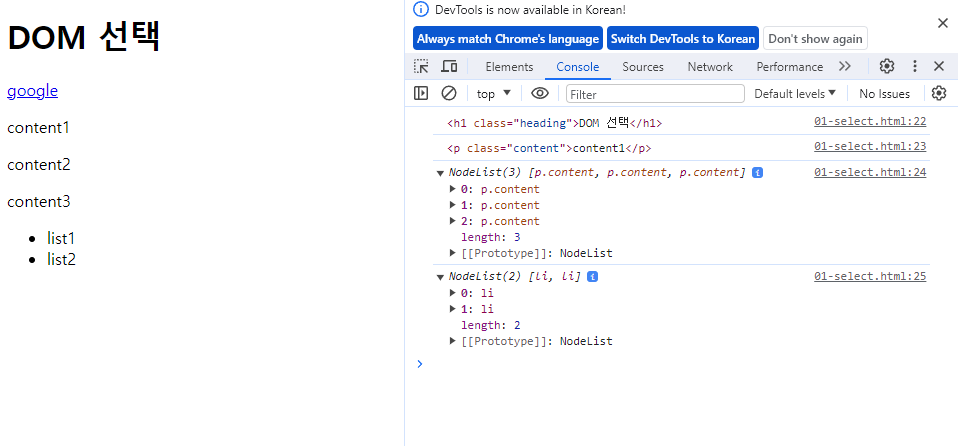 DOM 선택
google
content1
content2
content3
list1
list2
DevTools is now available in Korean!
Always match Chrome's language
Switch DevTools to Korean
Don't show again
Elements
Console
Sources
Network
Performance
top
Filter
Default levels
No Issues
<h1 class="heading">DOM 선택</h1> 01-select.html:22
<p class="content">content1</p> 01-select.html:23
NodeList(3) [p.content, p.content, p.content] i 01-select.html:24
0: p.content
1: p.content
2: p.content
length: 3
[[Prototype]]: NodeList
NodeList(2) [li, li] i 01-select.html:25
0: li
1: li
length: 2
[[Prototype]]: NodeList